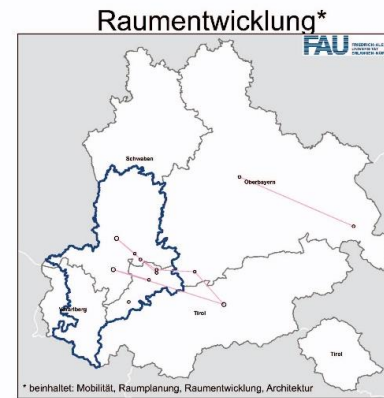 Raumentwicklung*
FAU
Schwaben
Oberbayern
Vorarlberg
Tirol
Tirol
* beinhaltet: Mobilität, Raumplanung, Raumentwicklung, Architektur